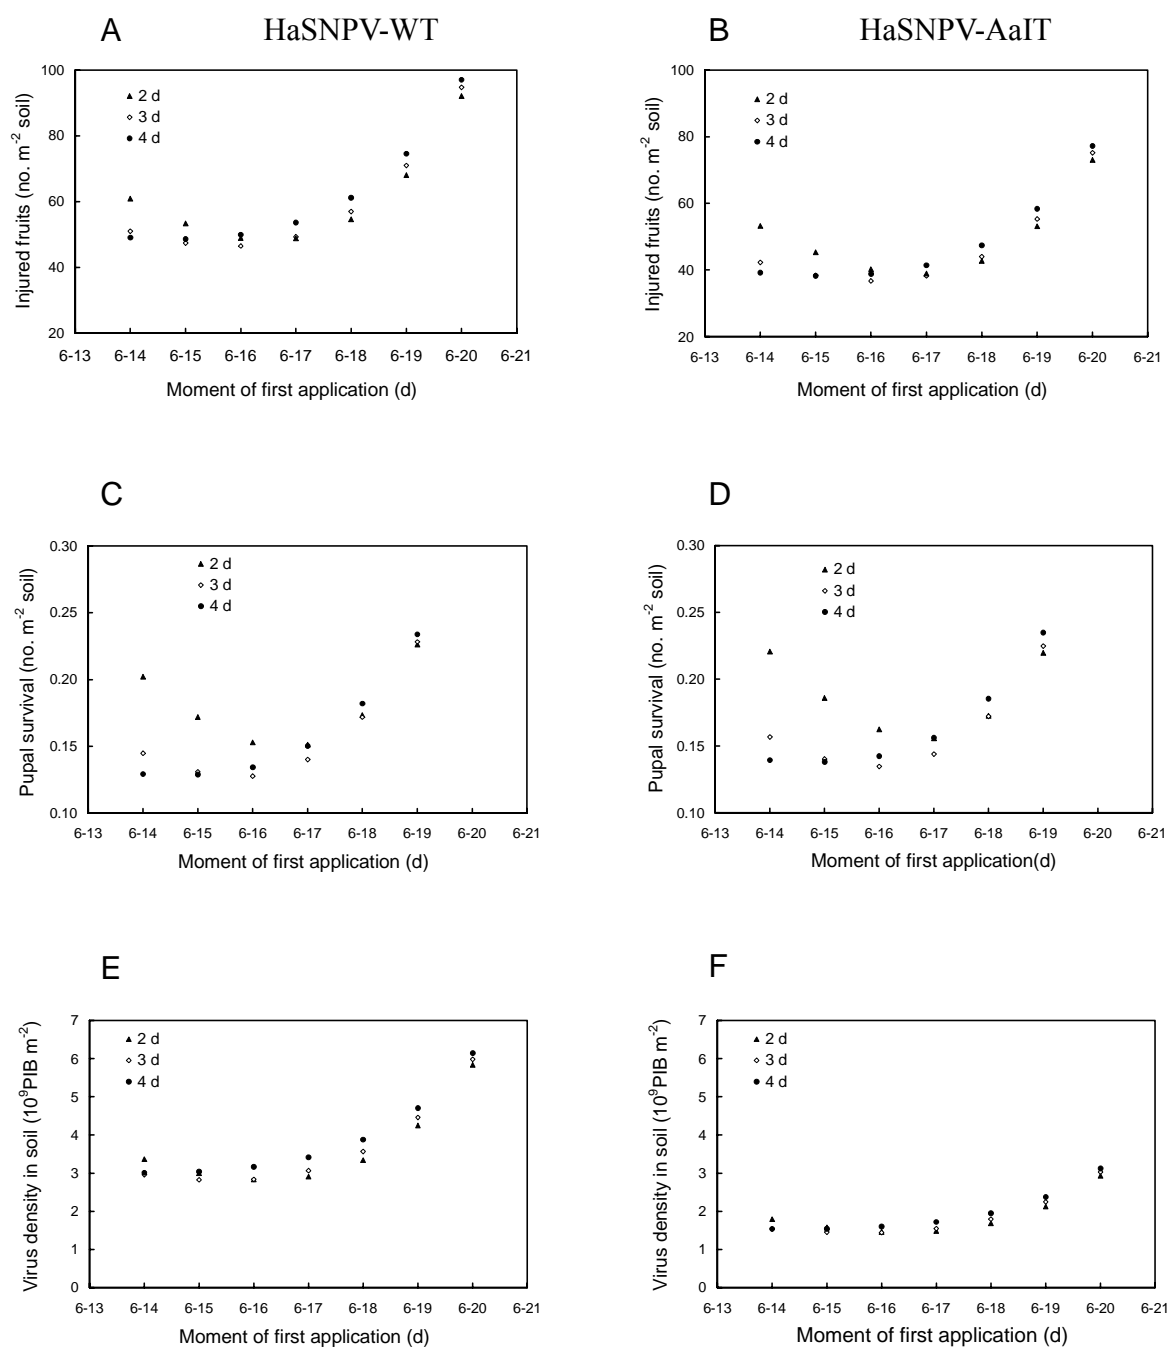 A HaSNPV-WT
Injured fruits (no. m-2 soil)
100
80
60
40
20
2 d
3 d
4 d
6-13 6-14 6-15 6-16 6-17 6-18 6-19 6-20 6-21
Moment of first application (d)
B HaSNPV-AaIT
Injured fruits (no. m-2 soil)
100
80
60
40
20
2 d
3 d
4 d
6-13 6-14 6-15 6-16 6-17 6-18 6-19 6-20 6-21
Moment of first application (d)
C
Pupal survival (no. m-2 soil)
0.30
0.25
0.20
0.15
0.10
2 d
3 d
4 d
6-13 6-14 6-15 6-16 6-17 6-18 6-19 6-20 6-21
Moment of first application (d)
D
Pupal survival (no. m-2 soil)
0.30
0.25
0.20
0.15
0.10
2 d
3 d
4 d
6-13 6-14 6-15 6-16 6-17 6-18 6-19 6-20 6-21
Moment of first application(d)
E
Virus density in soil (10⁹PIB m-2)
7
6
5
4
3
2
1
0
2 d
3 d
4 d
6-13 6-14 6-15 6-16 6-17 6-18 6-19 6-20 6-21
Moment of first application (d)
F
Virus density in soil (10⁹PIB m-2)
7
6
5
4
3
2
1
0
2 d
3 d
4 d
6-13 6-14 6-15 6-16 6-17 6-18 6-19 6-20 6-21
Moment of first application (d)